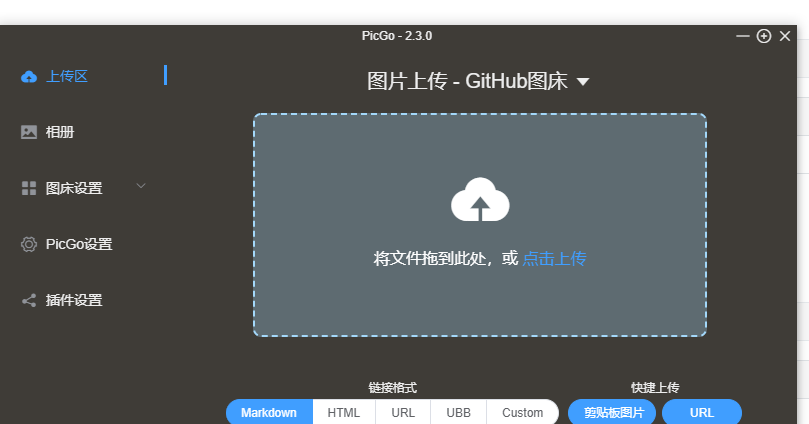 PicGo - 2.3.0
上传区
相册
图床设置
PicGo设置
插件设置
图片上传 - GitHub图床
将文件拖到此处，或 点击上传
链接格式
快捷上传
Markdown HTML URL UBB Custom
剪贴板图片 URL